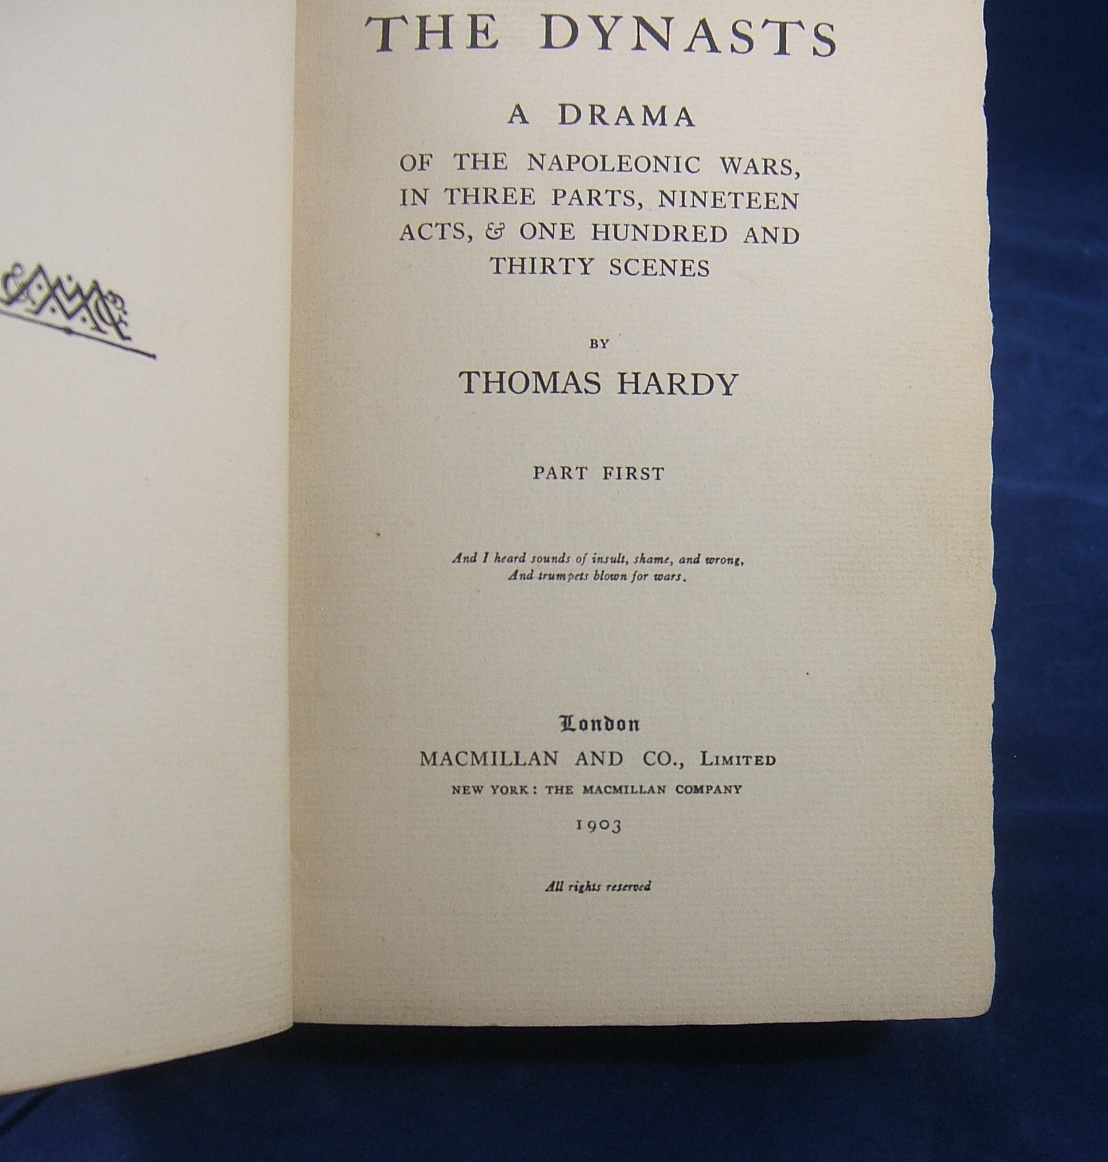 THE DYNASTS
A DRAMA
OF THE NAPOLEONIC WARS,
IN THREE PARTS, NINETEEN
ACTS, & ONE HUNDRED AND
THIRTY SCENES
BY
THOMAS HARDY
PART FIRST
And I heard sounds of insult, shame, and wrong,
And trumpets blown for wars.
London
MACMILLAN AND CO., LIMITED
NEW YORK: THE MACMILLAN COMPANY
1903
All rights reserved